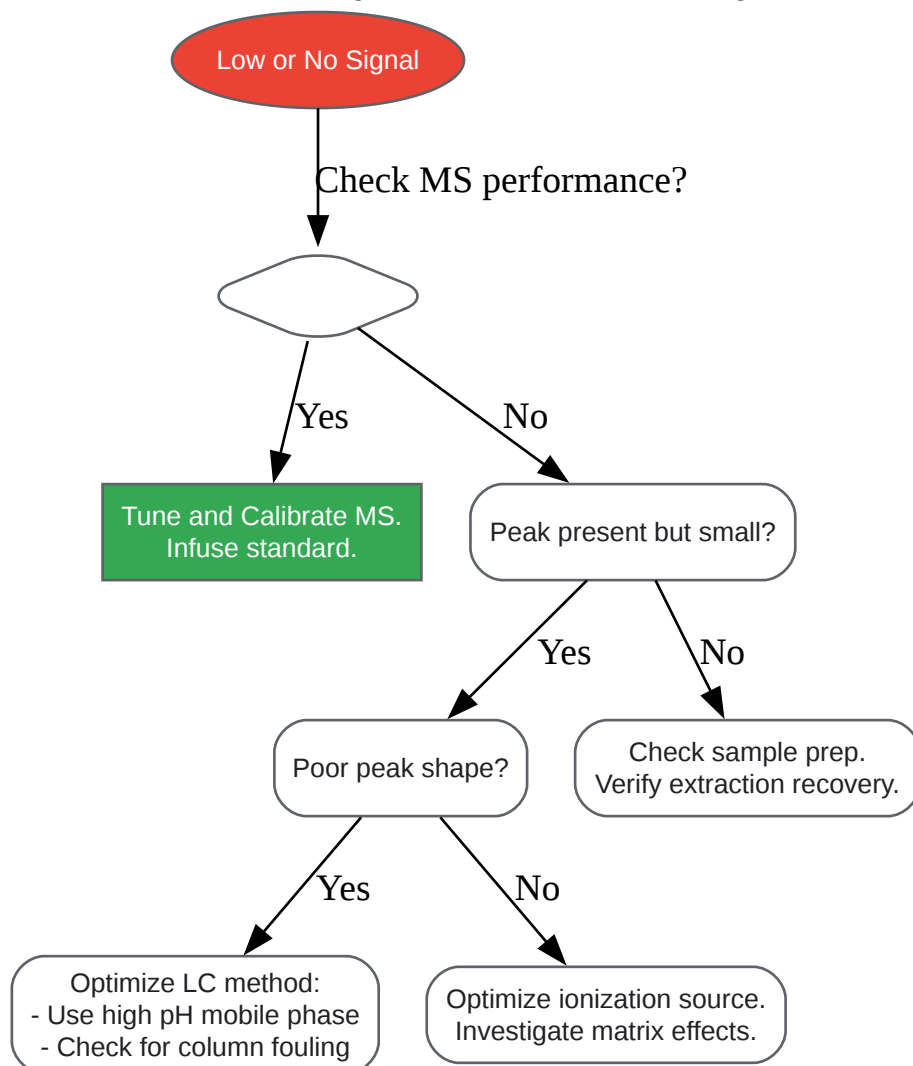 Low or No Signal
Check MS performance?
Yes
No
Tune and Calibrate MS.
Infuse standard.
Peak present but small?
Yes
No
Poor peak shape?
Check sample prep.
Verify extraction recovery.
Yes
No
Optimize LC method:
- Use high pH mobile phase
- Check for column fouling
Optimize ionization source.
Investigate matrix effects.